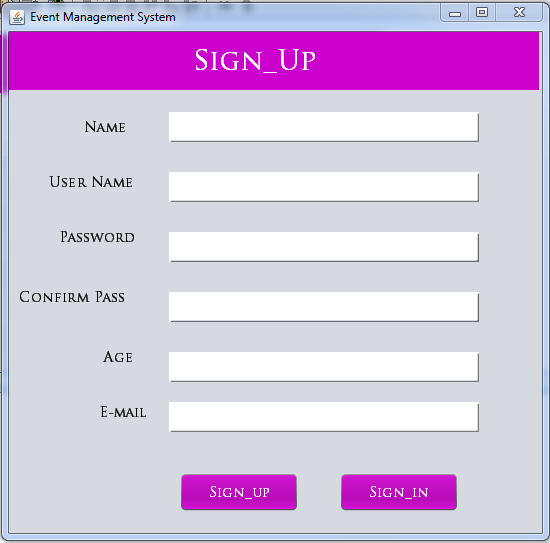 Event Management System
Sign_Up
Name
User Name
Password
Confirm Pass
Age
E-mail
Sign_up Sign_in